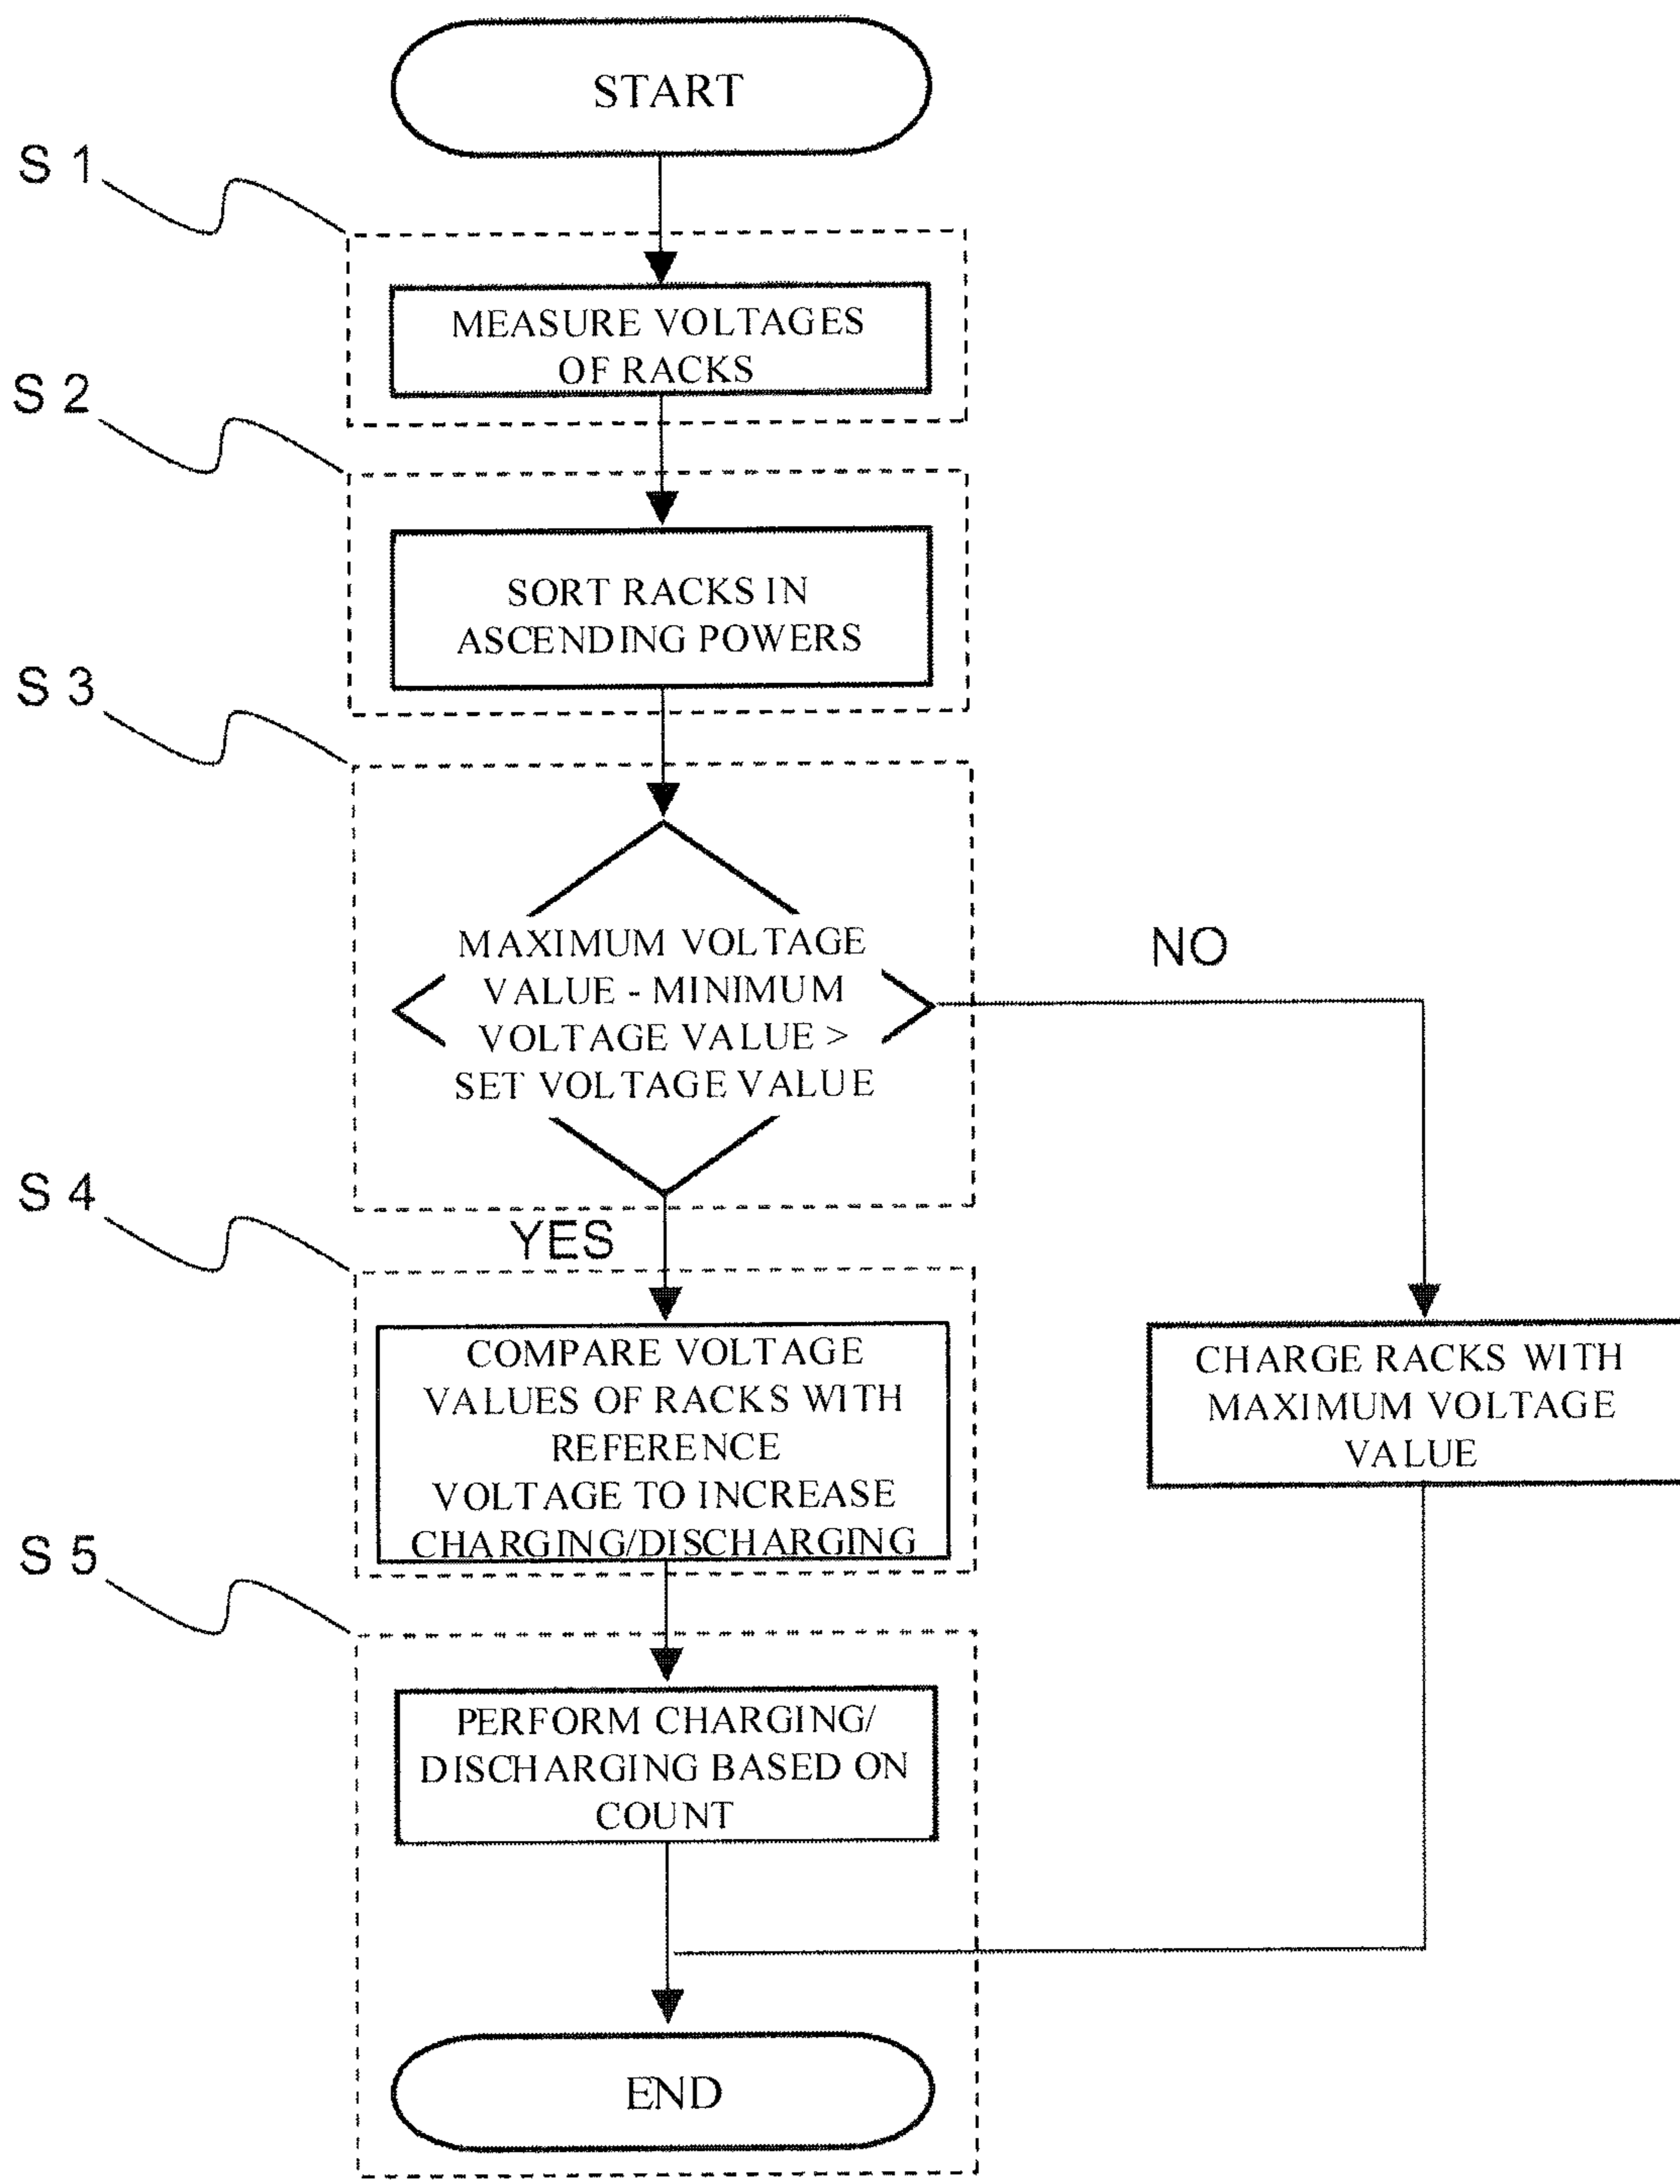 START
S 1
MEASURE VOLTAGES
OF RACKS
S 2
SORT RACKS IN
ASCENDING POWERS
S 3
MAXIMUM VOLTAGE
VALUE - MINIMUM
VOLTAGE VALUE >
SET VOLTAGE VALUE
NO
YES
S 4
COMPARE VOLTAGE
VALUES OF RACKS WITH
REFERENCE
VOLTAGE TO INCREASE
CHARGING/DISCHARGING
CHARGE RACKS WITH
MAXIMUM VOLTAGE
VALUE
S 5
PERFORM CHARGING/
DISCHARGING BASED ON
COUNT
END